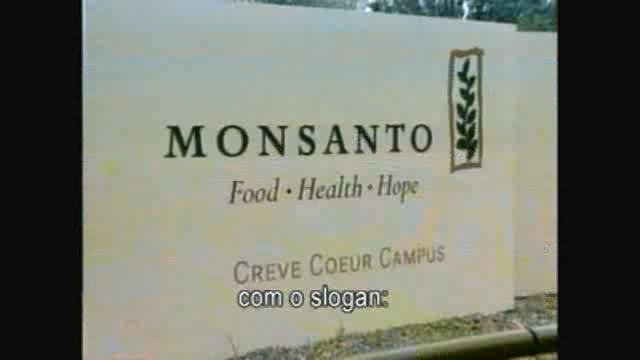 MONSANTO
Food · Health · Hope
CREVE COEUR CAMPUS
com o slogan: